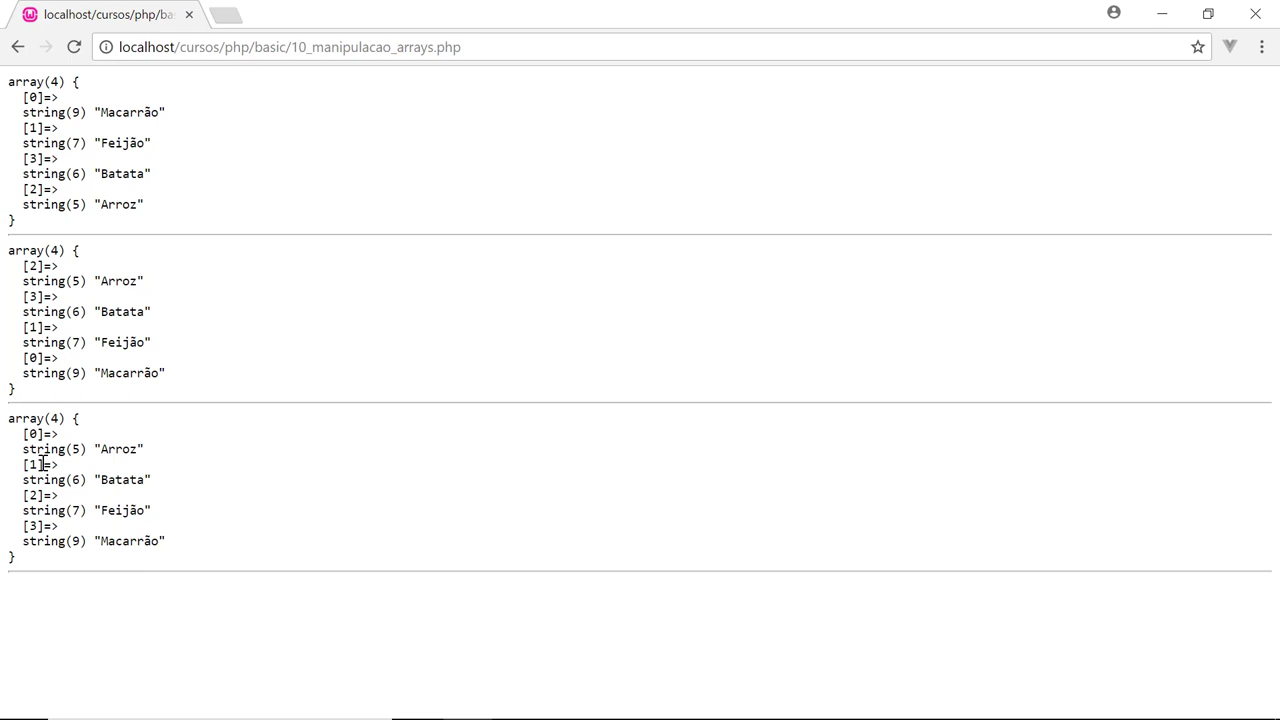 localhost/cursos/php/ba
localhost/cursos/php/basic/10_manipulacao_arrays.php
array(4) {
  [0]=>
  string(9) "Macarrão"
  [1]=>
  string(7) "Feijão"
  [3]=>
  string(6) "Batata"
  [2]=>
  string(5) "Arroz"
}
array(4) {
  [2]=>
  string(5) "Arroz"
  [3]=>
  string(6) "Batata"
  [1]=>
  string(7) "Feijão"
  [0]=>
  string(9) "Macarrão"
}
array(4) {
  [0]=>
  string(5) "Arroz"
  [1]=>
  string(6) "Batata"
  [2]=>
  string(7) "Feijão"
  [3]=>
  string(9) "Macarrão"
}